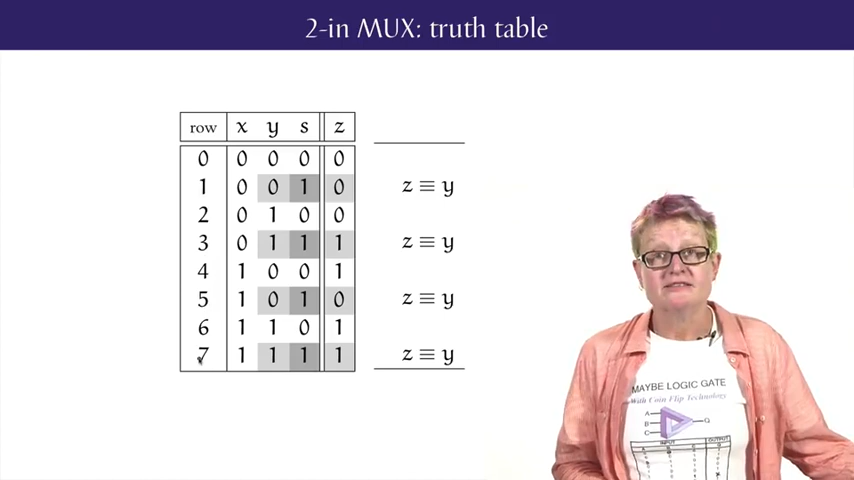 2-in MUX: truth table
row x y s z
0 0 0 0 0
1 0 0 1 0 z ≡ y
2 0 1 0 0
3 0 1 1 1 z ≡ y
4 1 0 0 1
5 1 0 1 0 z ≡ y
6 1 1 0 1
7 1 1 1 1 z ≡ y
MAYBE LOGIC GATE
With Coin Flip Technology
A
B
C
Q
INPUT OUTPUT